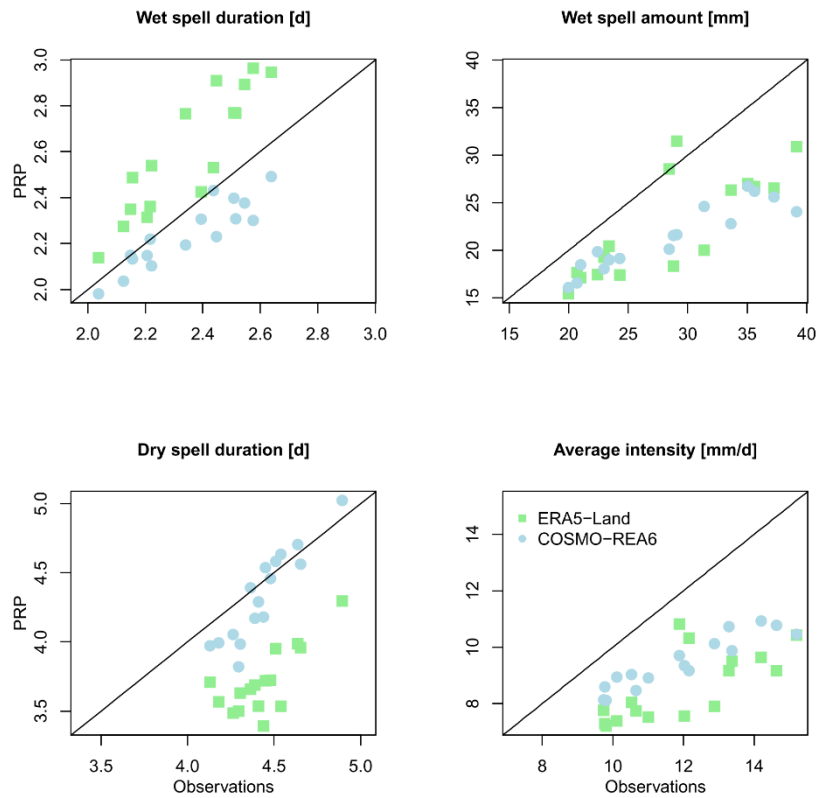 Wet spell duration [d]
PRP
2.0 2.2 2.4 2.6 2.8 3.0
2.0 2.2 2.4 2.6 2.8 3.0
Wet spell amount [mm]
15 20 25 30 35 40
15 20 25 30 35 40
Dry spell duration [d]
PRP
3.5 4.0 4.5 5.0
3.5 4.0 4.5 5.0
Observations
Average intensity [mm/d]
8 10 12 14
ERA5−Land
COSMO−REA6
8 10 12 14
Observations